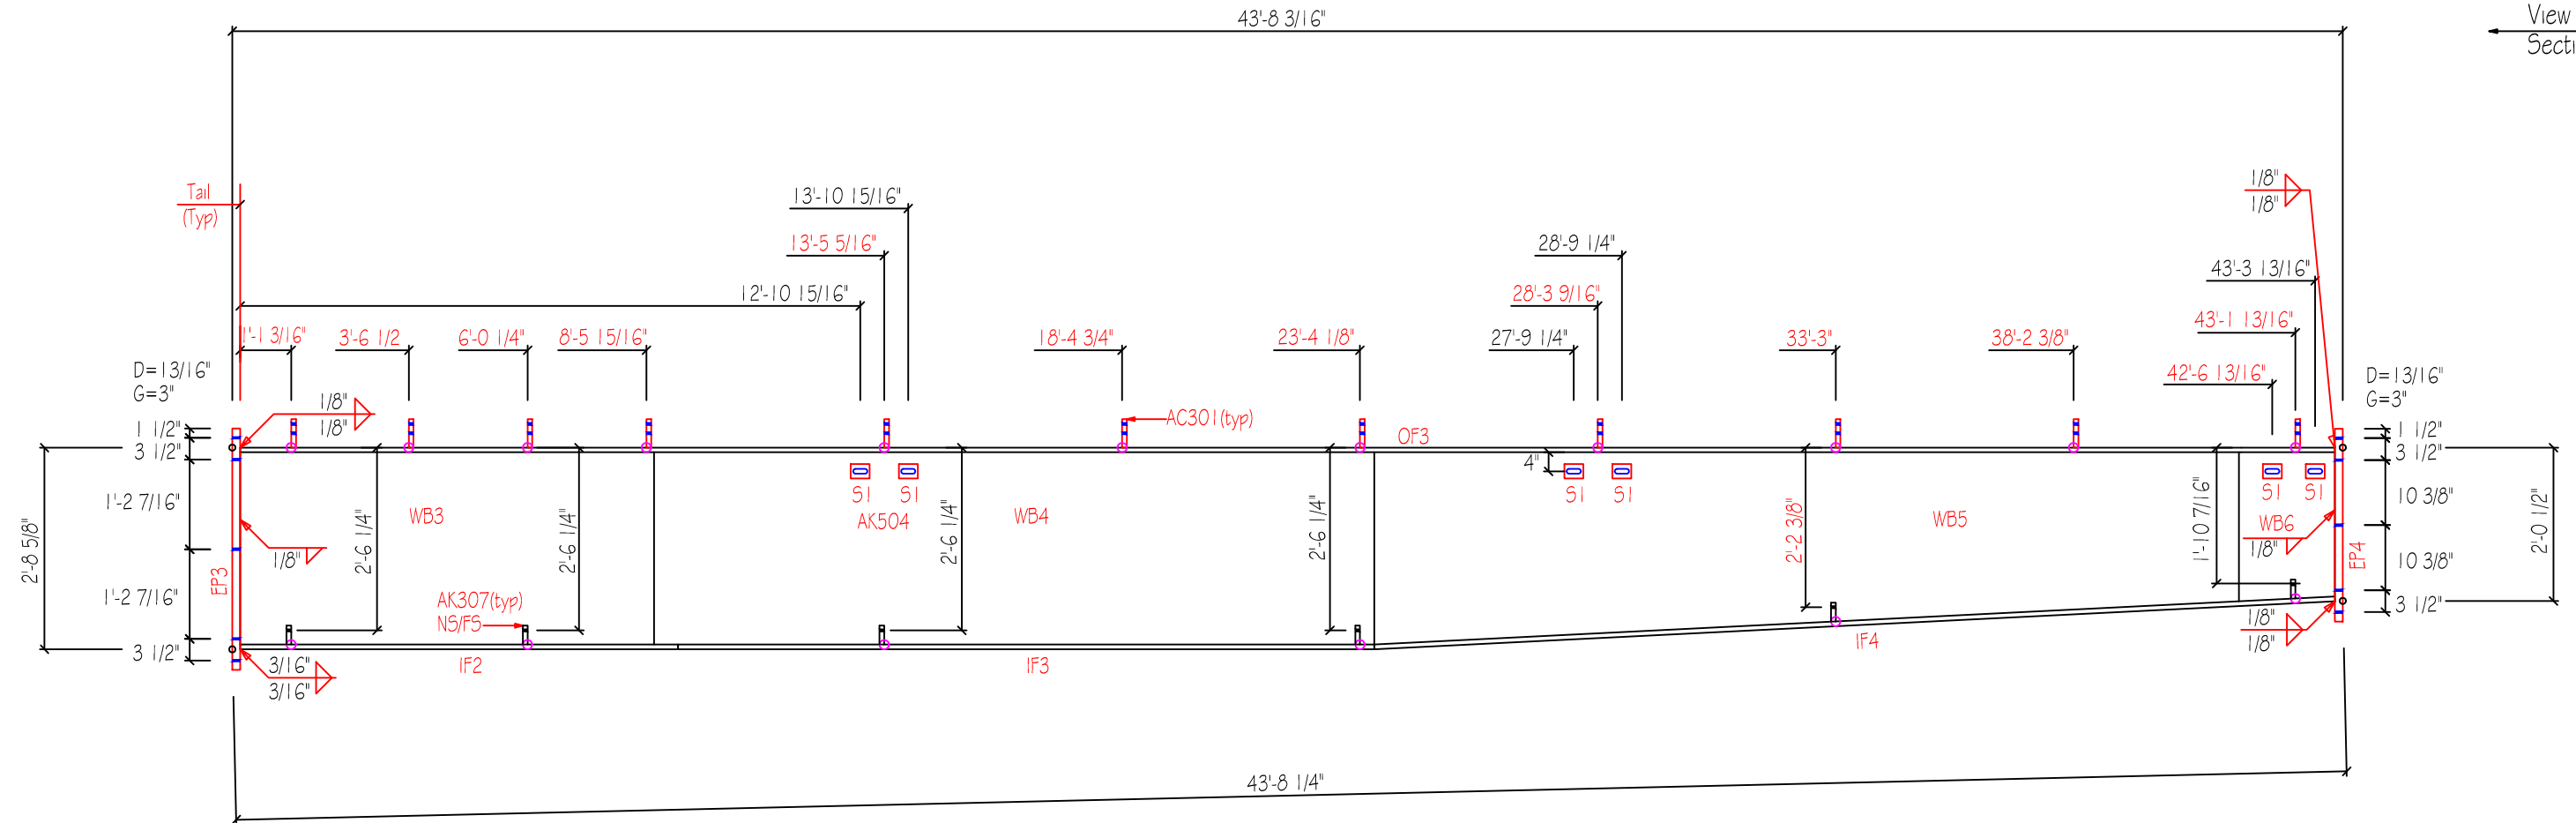 43'-8 3/16"
View
Secti
Tail
(Typ)
13'-10 15/16"
13'-5 5/16"
12'-10 15/16"
28'-9 1/4"
28'-3 9/16"
27'-9 1/4"
1/8"
1/8"
43'-3 13/16"
43'-1 13/16"
42'-6 13/16"
1'-1 3/16"
3'-6 1/2
6'-0 1/4"
8'-5 15/16"
18'-4 3/4"
23'-4 1/8"
33'-3"
38'-2 3/8"
D=13/16"
G=3"
D=13/16"
G=3"
1/8"
1/8"
AC301(typ)
OF3
1 1/2"
3 1/2"
1'-2 7/16"
1'-2 7/16"
3 1/2"
2'-8 5/8"
EP3
1/8"
WB3
2'-6 1/4"
2'-6 1/4"
S1
S1
AK504
2'-6 1/4"
WB4
2'-6 1/4"
4"
S1
S1
2'-2 3/8"
WB5
1'-10 7/16"
S1
S1
WB6
1/8"
EP4
1 1/2"
3 1/2"
10 3/8"
10 3/8"
3 1/2"
2'-0 1/2"
AK307(typ)
NS/FS
3/16"
3/16"
IF2
IF3
IF4
1/8"
1/8"
43'-8 1/4"